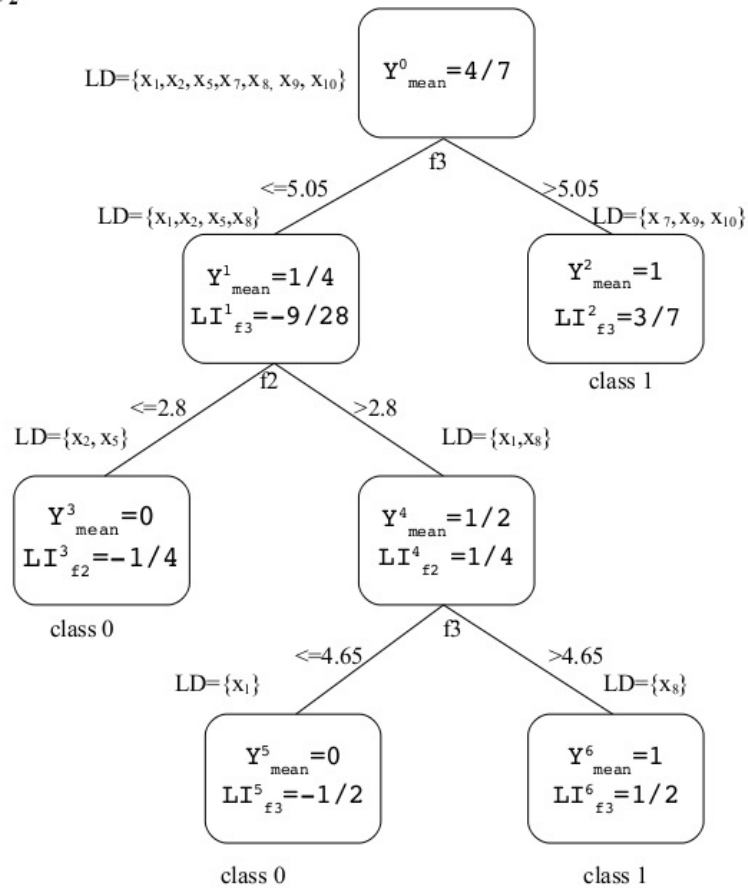 Y⁰mean=4/7
LD={x₁,x₂,x₅,x₇,x₈, x₉, x₁₀}
f3
<=5.05 >5.05
LD={x₁,x₂, x₅,x₈} LD={x ₇, x₉, x₁₀}
Y¹mean=1/4 Y²mean=1
LI¹f3=-9/28 LI²f3=3/7
f2 class 1
<=2.8 >2.8
LD={x₂, x₅} LD={x₁,x₈}
Y³mean=0 Y⁴mean=1/2
LI³f2=-1/4 LI⁴f2 =1/4
class 0 f3
<=4.65 >4.65
LD={x₁} LD={x₈}
Y⁵mean=0 Y⁶mean=1
LI⁵f3=-1/2 LI⁶f3=1/2
class 0 class 1